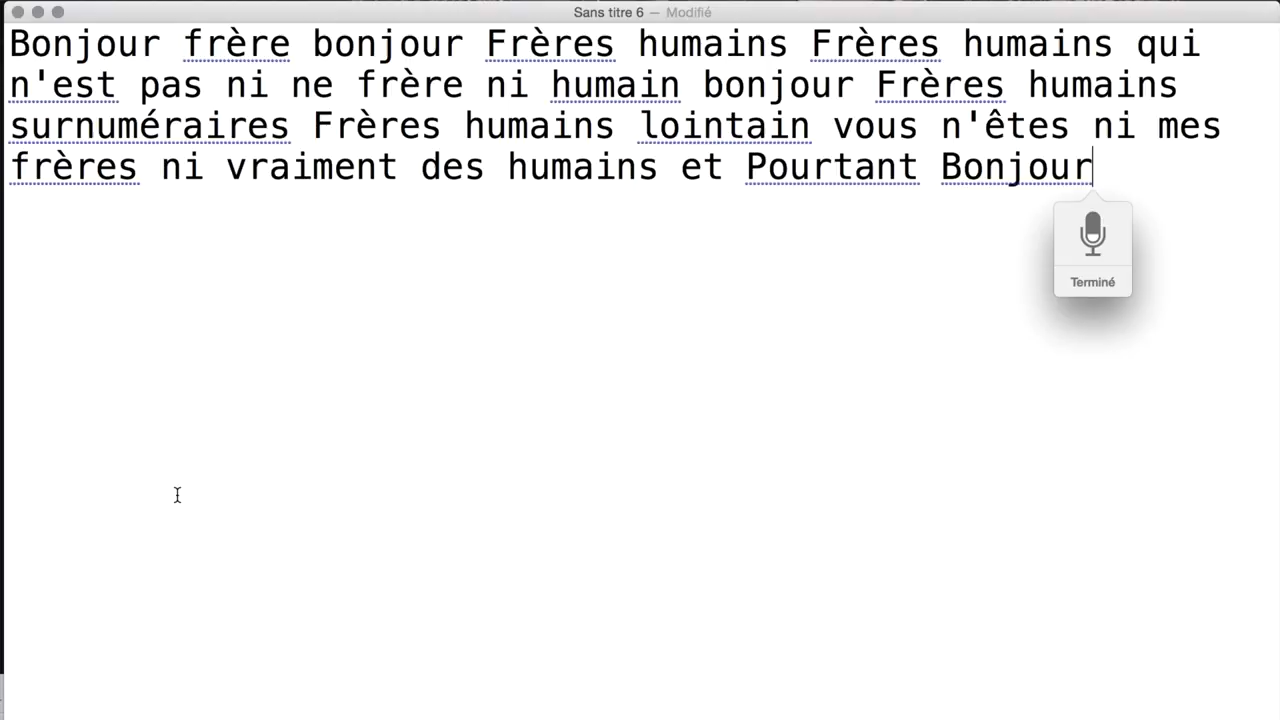 Sans titre 6 — Modifié
Bonjour frère bonjour Frères humains Frères humains qui
n'est pas ni ne frère ni humain bonjour Frères humains
surnuméraires Frères humains lointain vous n'êtes ni mes
frères ni vraiment des humains et Pourtant Bonjour
Terminé